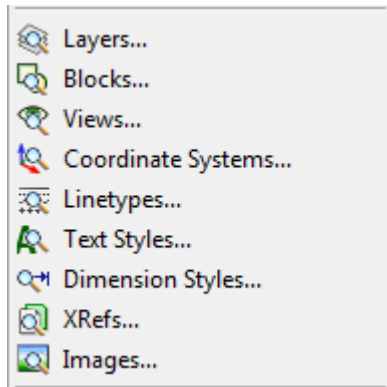 Layers...
Blocks...
Views...
Coordinate Systems...
Linetypes...
Text Styles...
Dimension Styles...
XRefs...
Images...